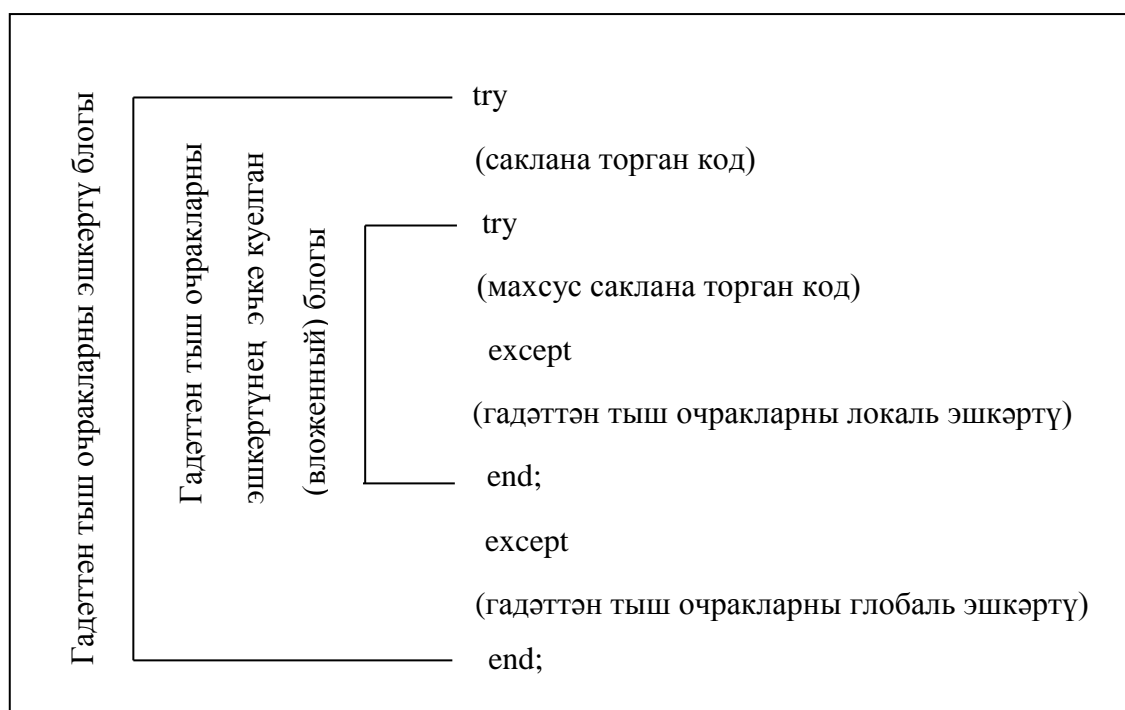 Гадәттән тыш очракларны эшкәртү блогы
Гадәттән тыш очракларны
эшкәртүнең эчкә куелган
(вложенный) блогы
try
(саклана торган код)
try
(махсус саклана торган код)
except
(гадәттән тыш очракларны локаль эшкәртү)
end;
except
(гадәттән тыш очракларны глобаль эшкәртү)
end;